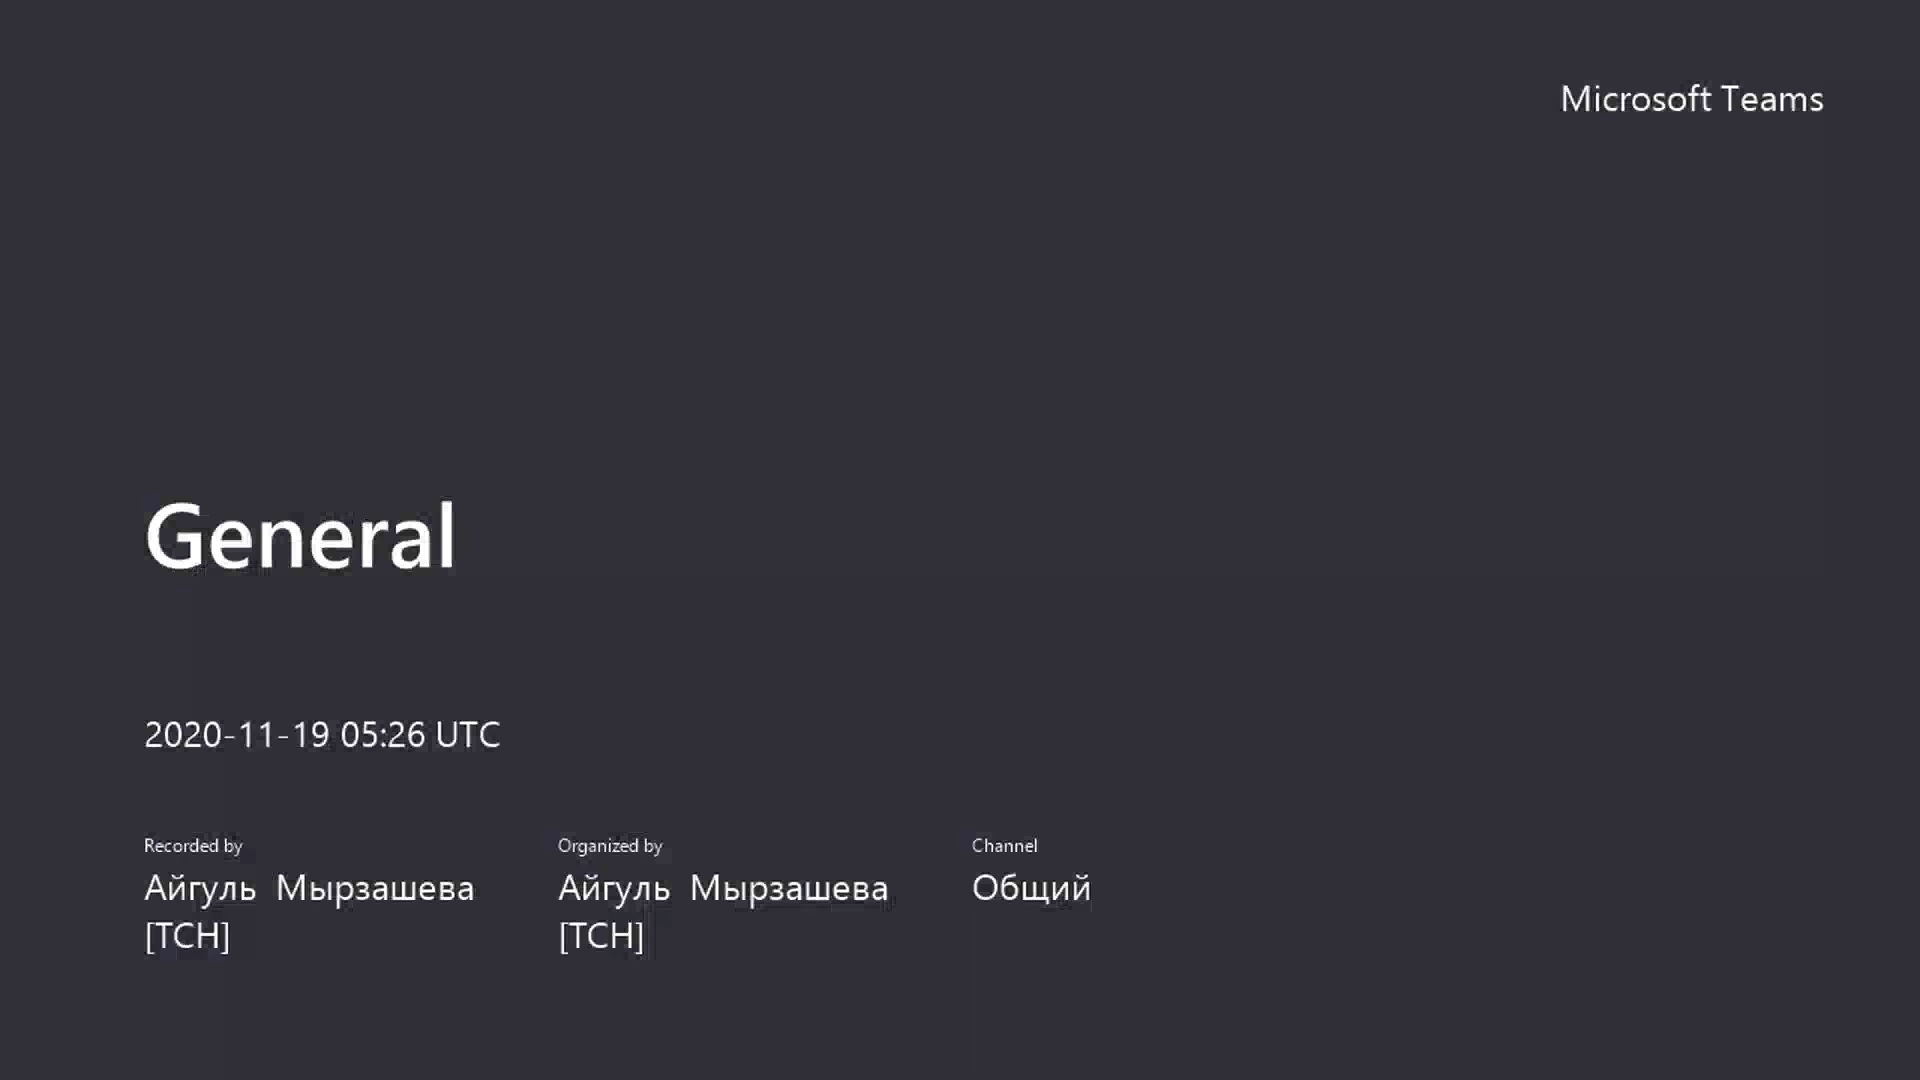 Microsoft Teams
General
2020-11-19 05:26 UTC
Recorded by
Айгуль  Мырзашева
[TCH]
Organized by
Айгуль  Мырзашева
[TCH]
Channel
Общий